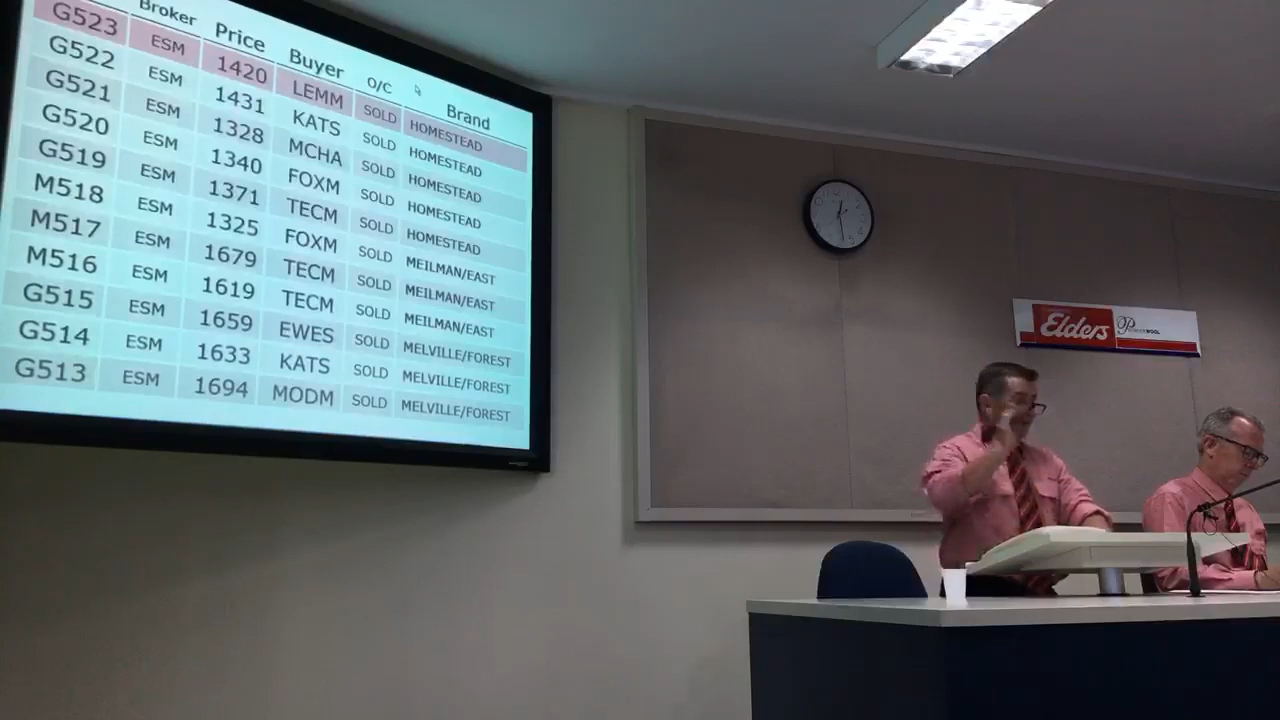 Broker Price Buyer O/C Brand
G523 ESM 1420 LEMM SOLD HOMESTEAD
G522 ESM 1431 KATS SOLD HOMESTEAD
G521 ESM 1328 MCHA SOLD HOMESTEAD
G520 ESM 1340 FOXM SOLD HOMESTEAD
G519 ESM 1371 TECM SOLD HOMESTEAD
M518 ESM 1325 FOXM SOLD MEILMAN/EAST
M517 ESM 1679 TECM SOLD MEILMAN/EAST
M516 ESM 1619 TECM SOLD MEILMAN/EAST
G515 ESM 1659 EWES SOLD MELVILLE/FOREST
G514 ESM 1633 KATS SOLD MELVILLE/FOREST
G513 ESM 1694 MODM SOLD MELVILLE/FOREST
Elders